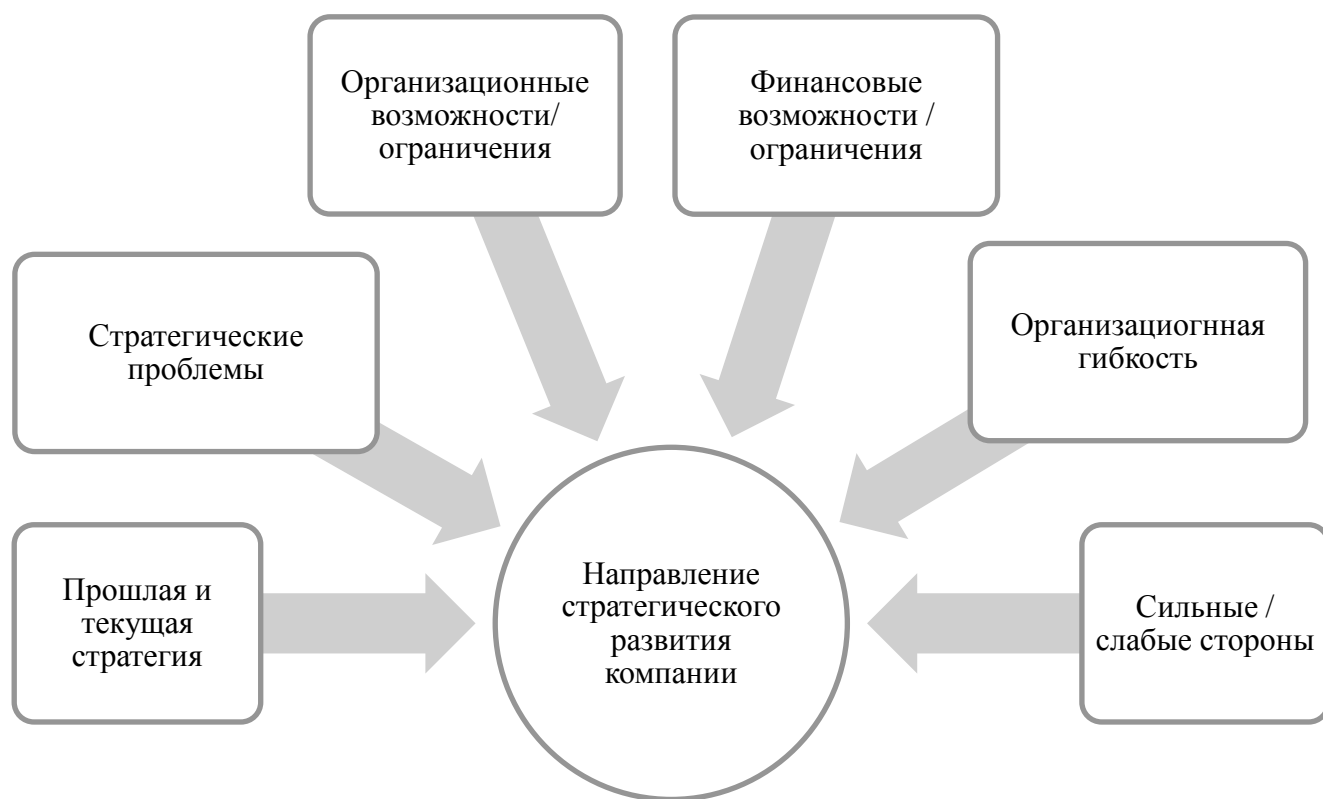 Организационные
возможности/
ограничения
Финансовые
возможности /
ограничения
Стратегические
проблемы
Организациогнная
гибкость
Прошлая и
текущая
стратегия
Направление
стратегического
развития
компании
Сильные /
слабые стороны